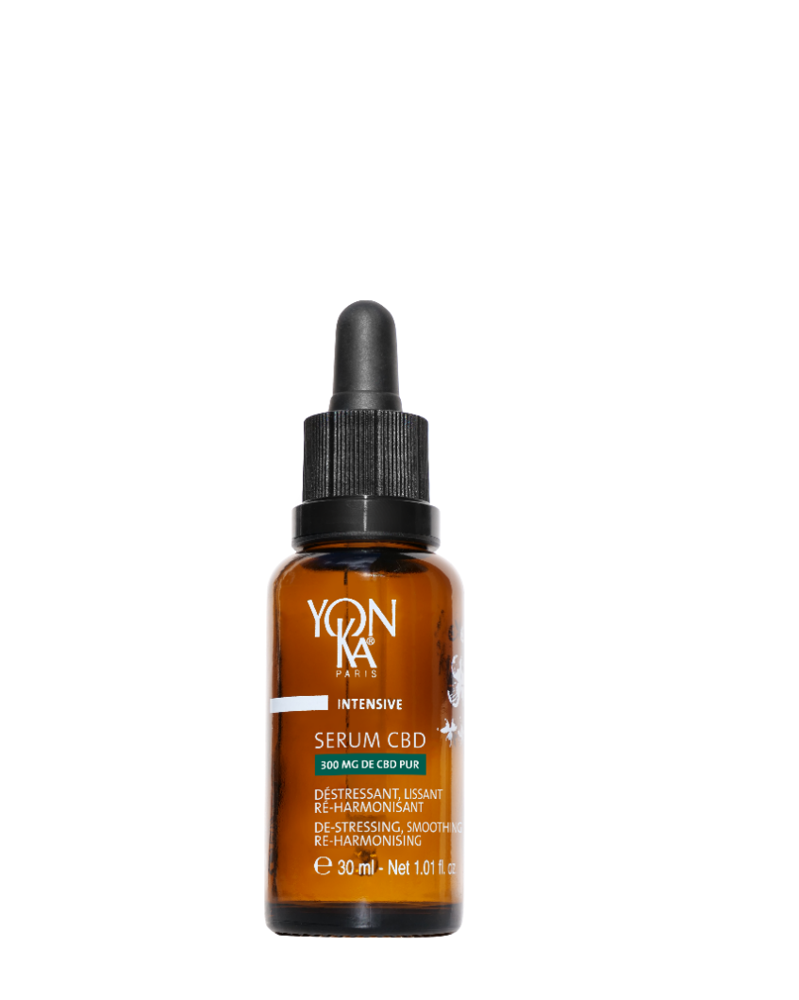 YON
KA®
PARIS
INTENSIVE
SERUM CBD
300 MG DE CBD PUR
DÉSTRESSANT, LISSANT
RÉ-HARMONISANT
DE-STRESSING, SMOOTHING
RE-HARMONISING
℮ 30 ml - Net 1.01 fl. oz